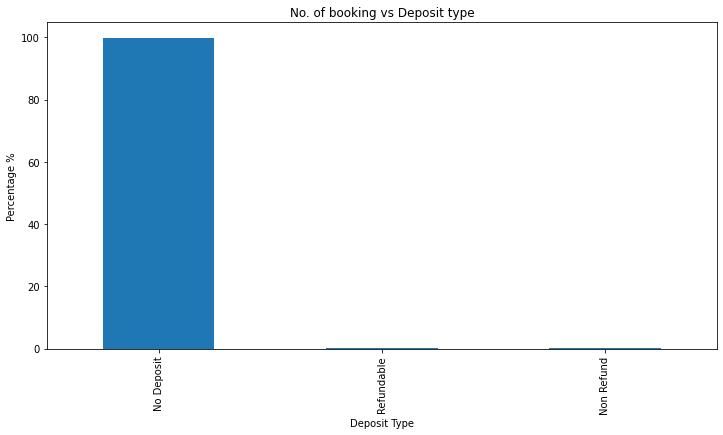 No. of booking vs Deposit type
Percentage %
100
80
60
40
20
0
No Deposit
Refundable
Non Refund
Deposit Type